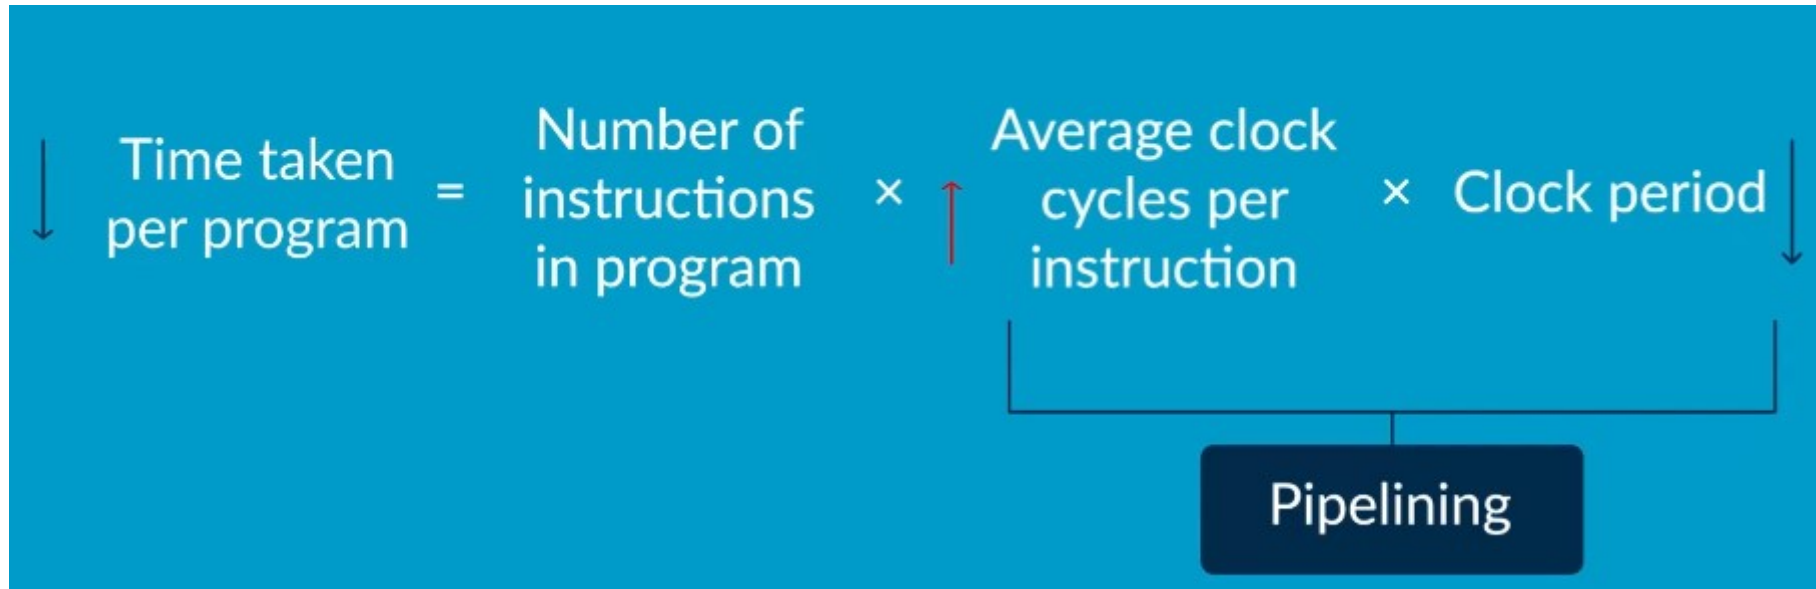 Time taken
per program
=
Number of
instructions
in program
×
Average clock
cycles per
instruction
×
Clock period
Pipelining